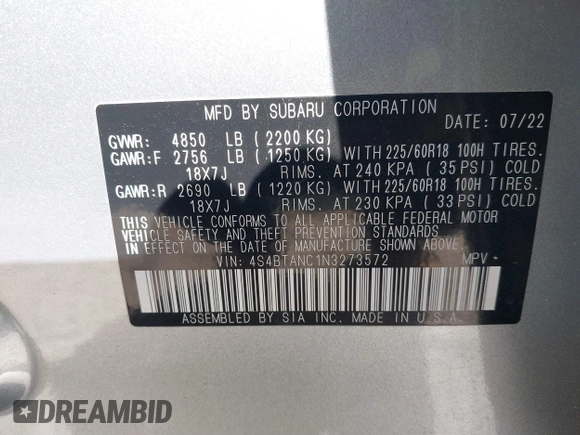 MFD BY SUBARU CORPORATION
DATE: 07/22
GVWR: 4850 LB (2200 KG)
GAWR:F 2756 LB (1250 KG) WITH 225/60R18 100H TIRES.
18X7J RIMS. AT 240 KPA (35 PSI) COLD
GAWR:R 2690 LB (1220 KG) WITH 225/60R18 100H TIRES.
18X7J RIMS. AT 230 KPA (33 PSI) COLD
THIS VEHICLE CONFORMS TO ALL APPLICABLE FEDERAL MOTOR
VEHICLE SAFETY AND THEFT PREVENTION STANDARDS
IN EFFECT ON THE DATE OF MANUFACTURE SHOWN ABOVE.
VIN: 4S4BTANC1N3273572 MPV
ASSEMBLED BY SIA INC. MADE IN U.S.A.
DREAMBID